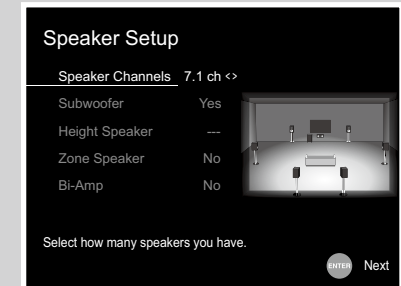 Speaker Setup
Speaker Channels 7.1 ch <>
Subwoofer Yes
Height Speaker ---
Zone Speaker No
Bi-Amp No
Select how many speakers you have.
ENTER Next